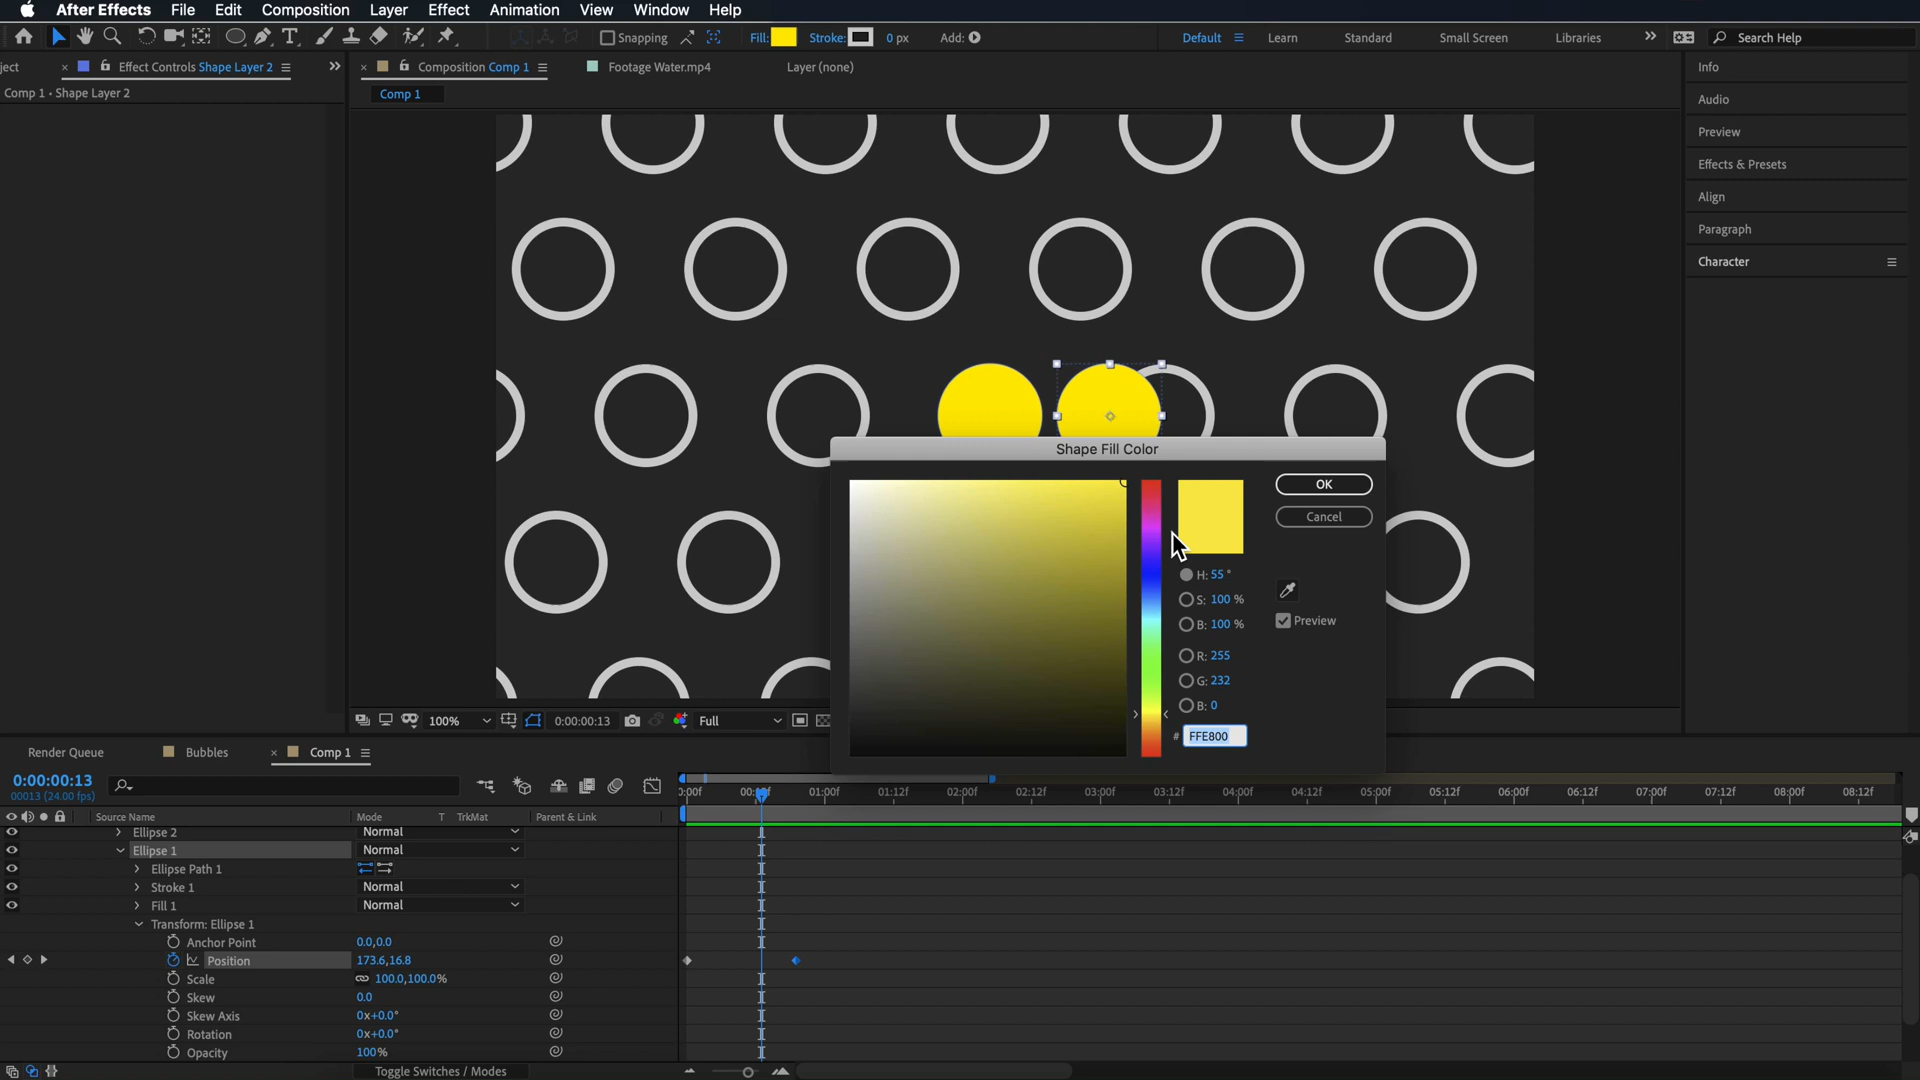 After Effects File Edit Composition Layer Effect Animation View Window Help
Snapping Fill: Stroke: 0 px Add: Default Learn Standard Small Screen Libraries Search Help
ject Effect Controls Shape Layer 2 Composition Comp 1 Footage Water.mp4 Layer (none)
Comp 1 • Shape Layer 2
Comp 1
Info
Audio
Preview
Effects & Presets
Align
Paragraph
Character
Shape Fill Color
OK
Cancel
H: 55 °
S: 100 %
B: 100 %
Preview
R: 255
G: 232
B: 0
# FFE800
100% 0:00:00:13 Full
Render Queue Bubbles Comp 1
0:00:00:13
00013 (24.00 fps)
01:00f 01:12f 02:00f 02:12f 03:00f 03:12f 04:00f 04:12f 05:00f 05:12f 06:00f 06:12f 07:00f 07:12f 08:00f 08:12f
Source Name Mode T TrkMat Parent & Link
Ellipse 2 Normal
Ellipse 1 Normal
Ellipse Path 1
Stroke 1 Normal
Fill 1 Normal
Transform: Ellipse 1
Anchor Point 0.0,0.0
Position 173.6,16.8
Scale 100.0,100.0%
Skew 0.0
Skew Axis 0x+0.0°
Rotation 0x+0.0°
Opacity 100%
Toggle Switches / Modes